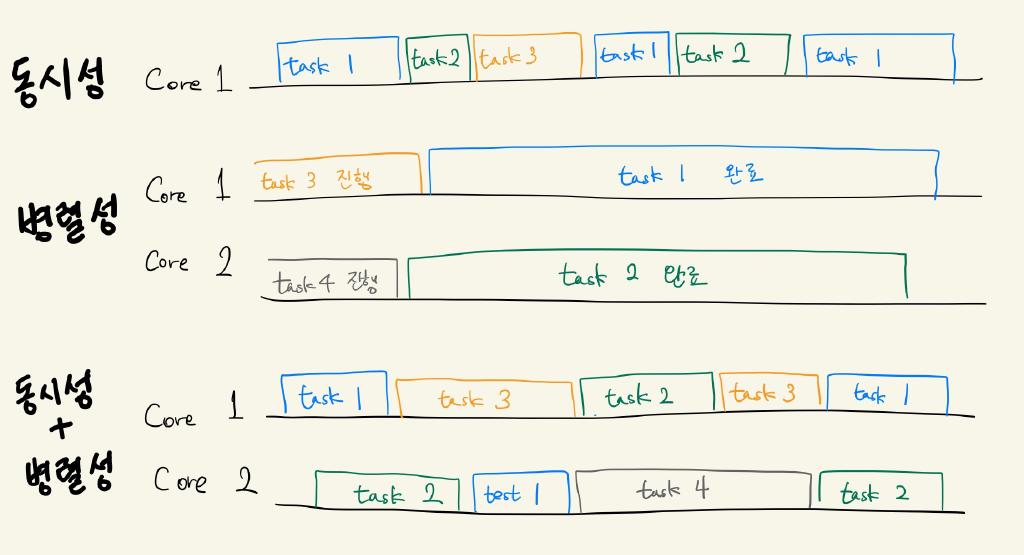 동시성 Core 1 task 1 task2 task 3 task 1 task 2 task 1
병렬성
Core 1 task 3 진행 task 1 완료
Core 2 task 4 진행 task 2 완료
동시성
+
병렬성
Core 1 task 1 task 3 task 2 task 3 task 1
Core 2 task 2 test 1 task 4 task 2